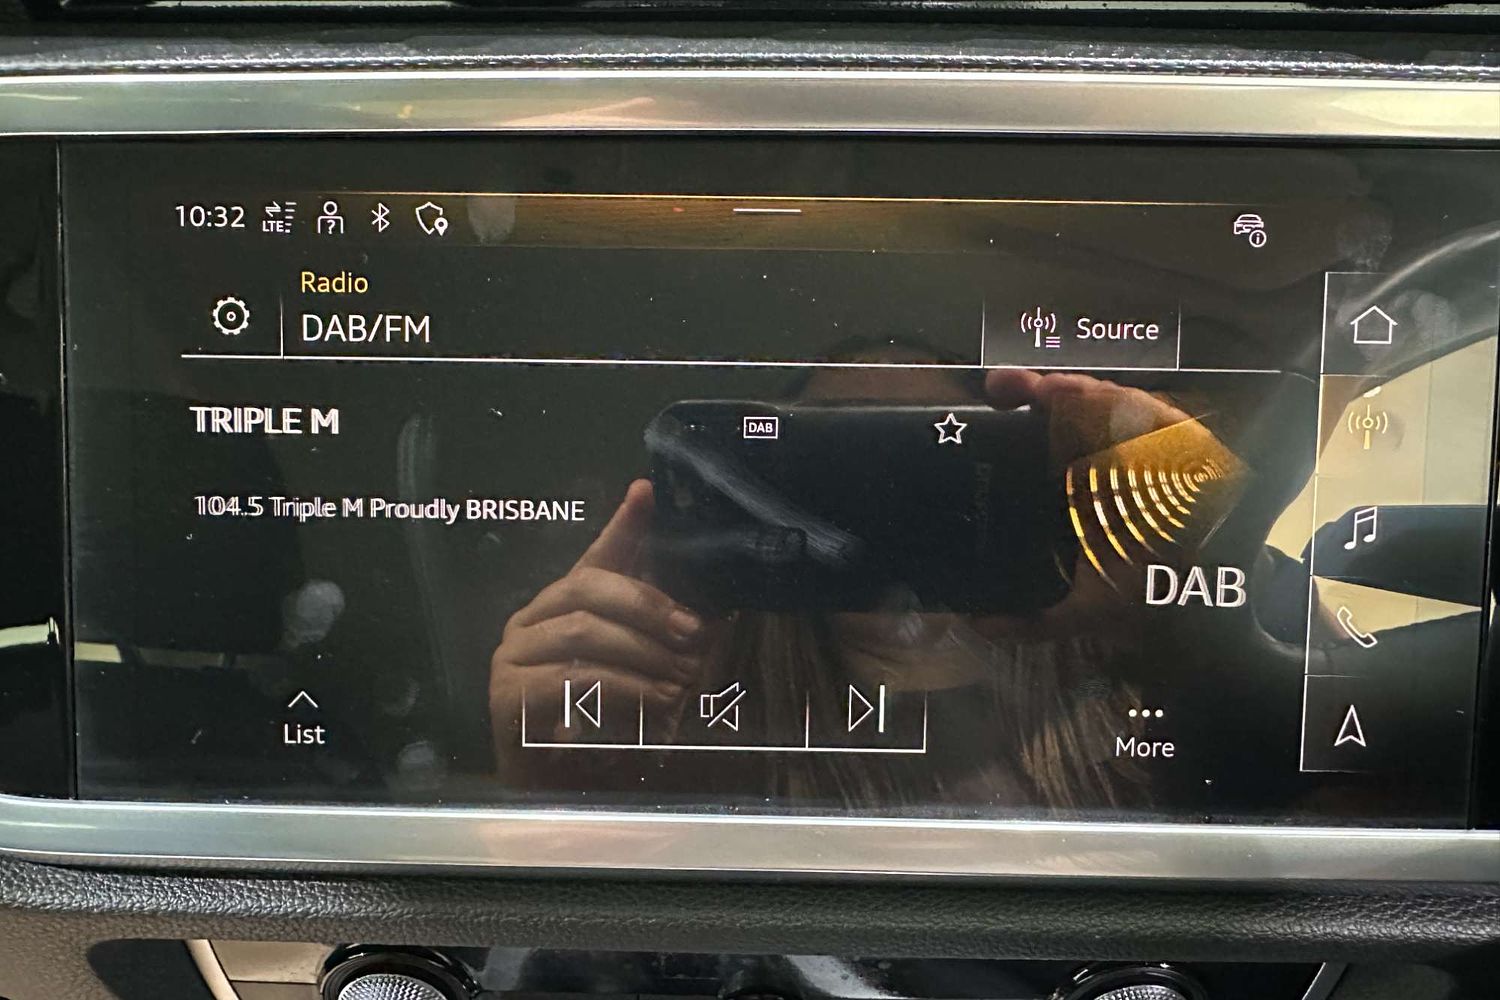 10:32
LTE
?
Radio
DAB/FM
Source
TRIPLE M
DAB
104.5 Triple M Proudly BRISBANE
DAB
List
More